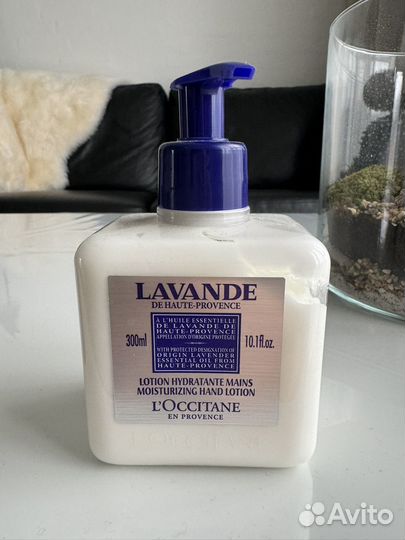 LAVANDE
DE HAUTE-PROVENCE
À L'HUILE ESSENTIELLE
DE LAVANDE DE
HAUTE-PROVENCE
APPELLATION D'ORIGINE PROTÉGÉE
300ml
10.1fl.oz.
WITH PROTECTED DESIGNATION OF
ORIGIN LAVENDER
ESSENTIAL OIL FROM
HAUTE-PROVENCE
LOTION HYDRATANTE MAINS
MOISTURIZING HAND LOTION
L'OCCITANE
EN PROVENCE
L'OCCITANE
Avito